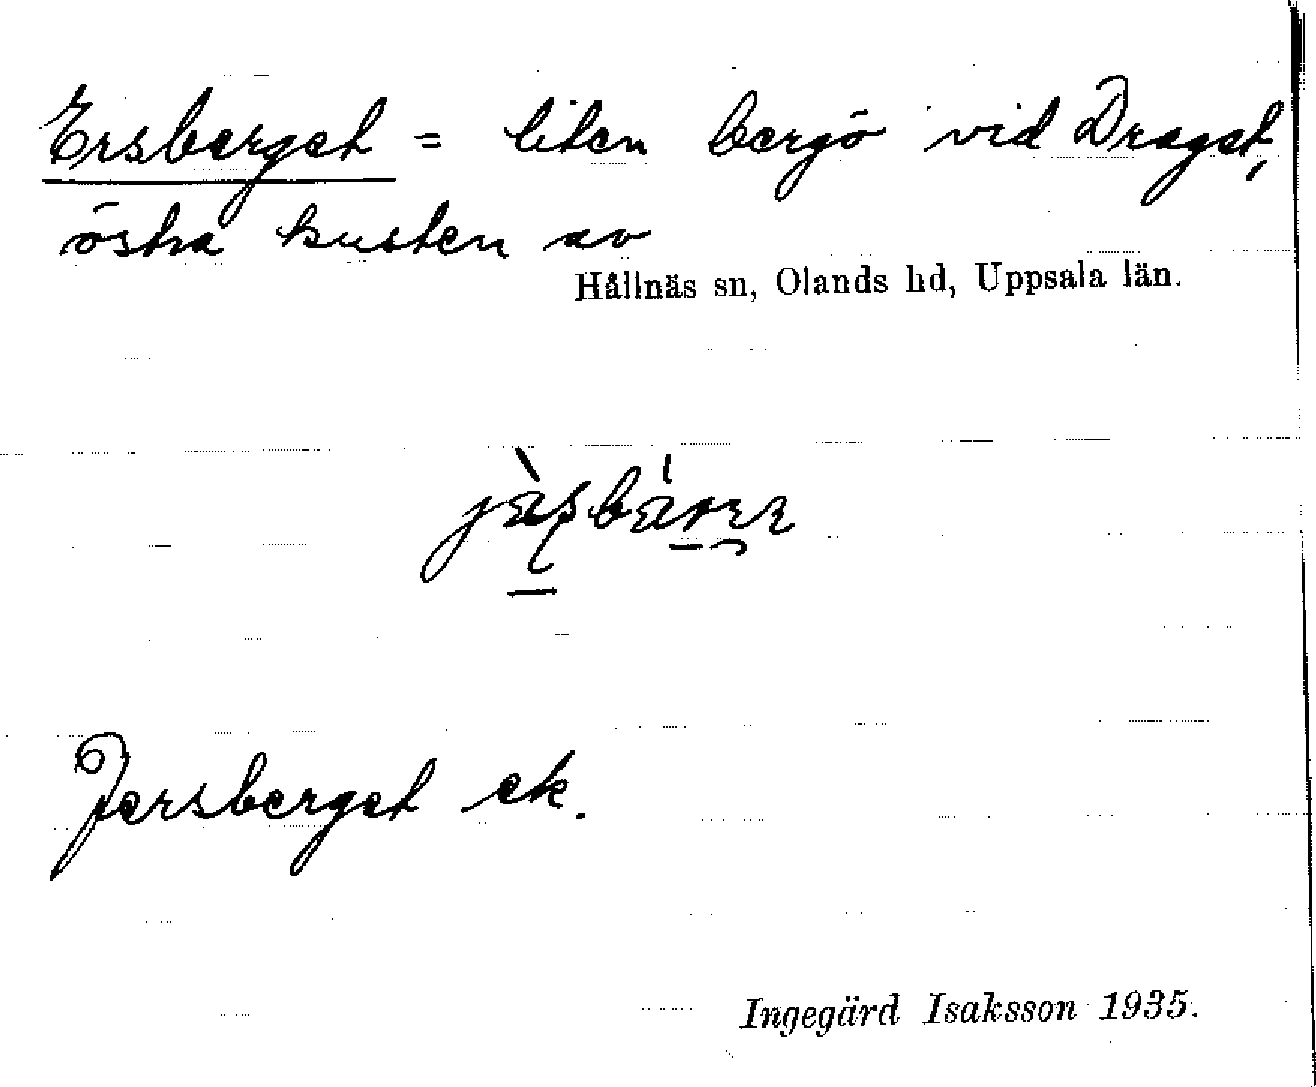 Ersberget = liten bergö vid Draget,
östra kusten av
Hållnäs sn, Olands hd, Uppsala län.
Jersberget ek.
Ingegärd Isaksson 1935.